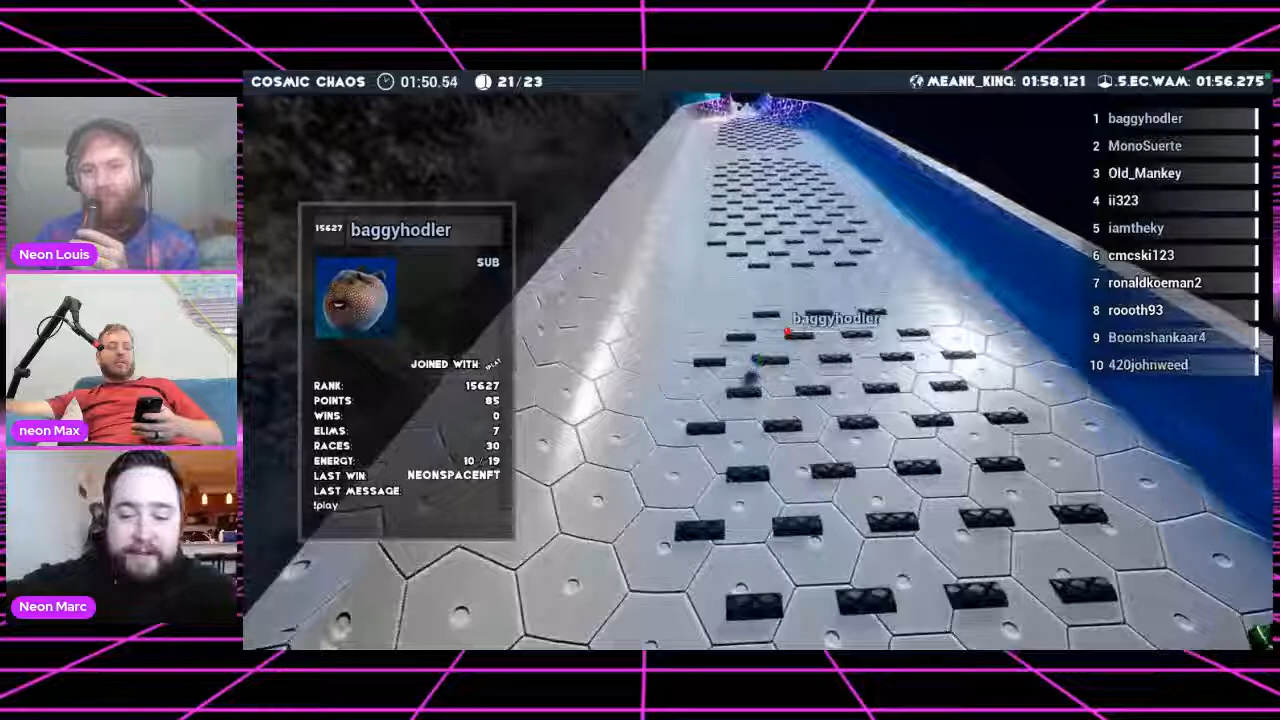 COSMIC CHAOS 01:50.54 21/23
MEANK_KING: 01:58.121 .5.EC.WAM: 01:56.275
15627 baggyhodler
SUB
JOINED WITH: !PLAY
RANK: 15627
POINTS: 85
WINS: 0
ELIMS: 7
RACES: 30
ENERGY: 10 / 19
LAST WIN: NEONSPACENFT
LAST MESSAGE:
!play
baggyhodler
1 baggyhodler
2 MonoSuerte
3 Old_Mankey
4 ii323
5 iamtheky
6 cmcski123
7 ronaldkoeman2
8 roooth93
9 Boomshankaar4
10 420johnweed
Neon Louis
neon Max
Neon Marc